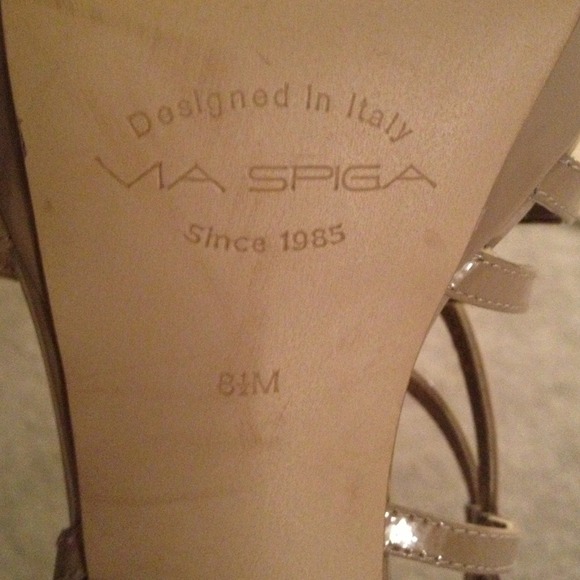 Designed in Italy
VIA SPIGA
Since 1985
8½M